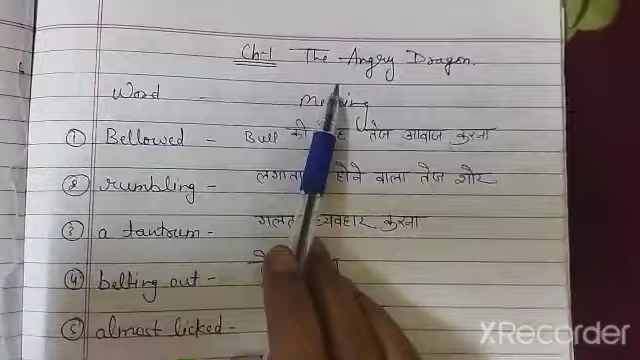 Ch-1 The Angry Dragon.
Word - Meaning
① Bellowed - Bull की तेज आवाज करना
② rumbling - होने वाला तेज शोर
③ a tantrum - गलत व्यवहार करना
④ belting out -
⑤ almost licked -
XRecorder